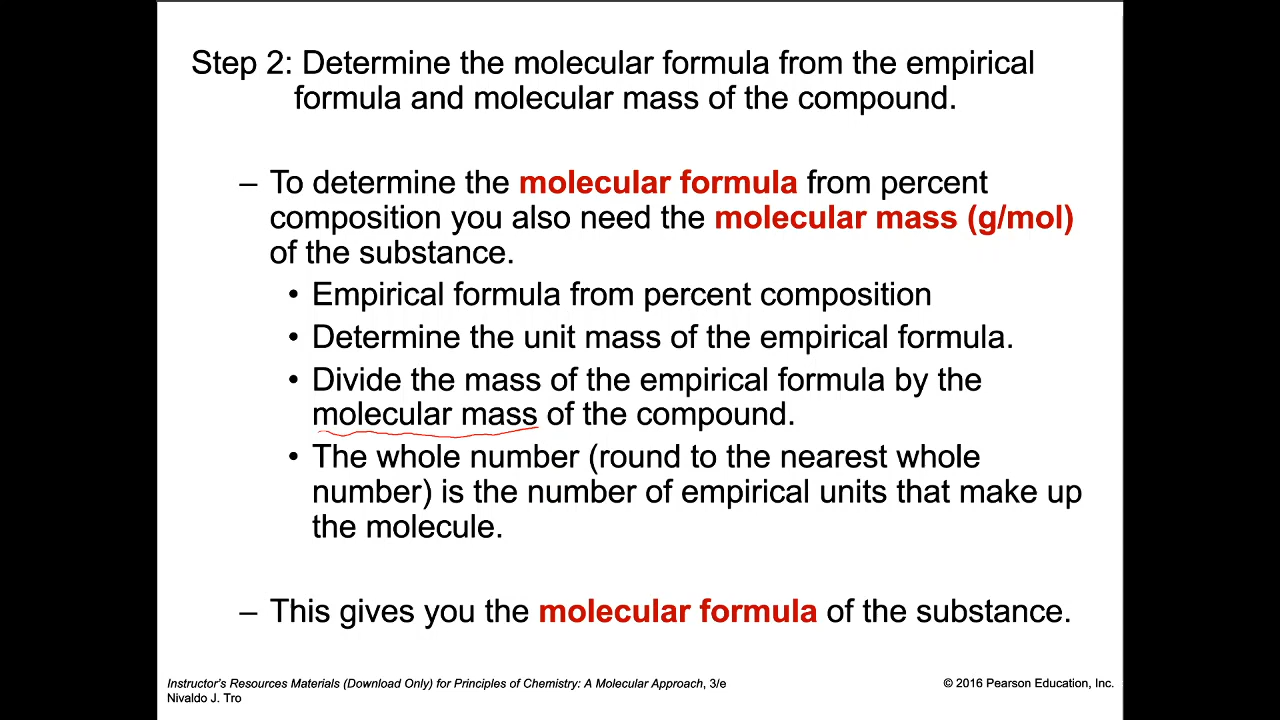 Step 2: Determine the molecular formula from the empirical
formula and molecular mass of the compound.
– To determine the molecular formula from percent
composition you also need the molecular mass (g/mol)
of the substance.
• Empirical formula from percent composition
• Determine the unit mass of the empirical formula.
• Divide the mass of the empirical formula by the
molecular mass of the compound.
• The whole number (round to the nearest whole
number) is the number of empirical units that make up
the molecule.
– This gives you the molecular formula of the substance.
Instructor's Resources Materials (Download Only) for Principles of Chemistry: A Molecular Approach, 3/e
Nivaldo J. Tro
© 2016 Pearson Education, Inc.